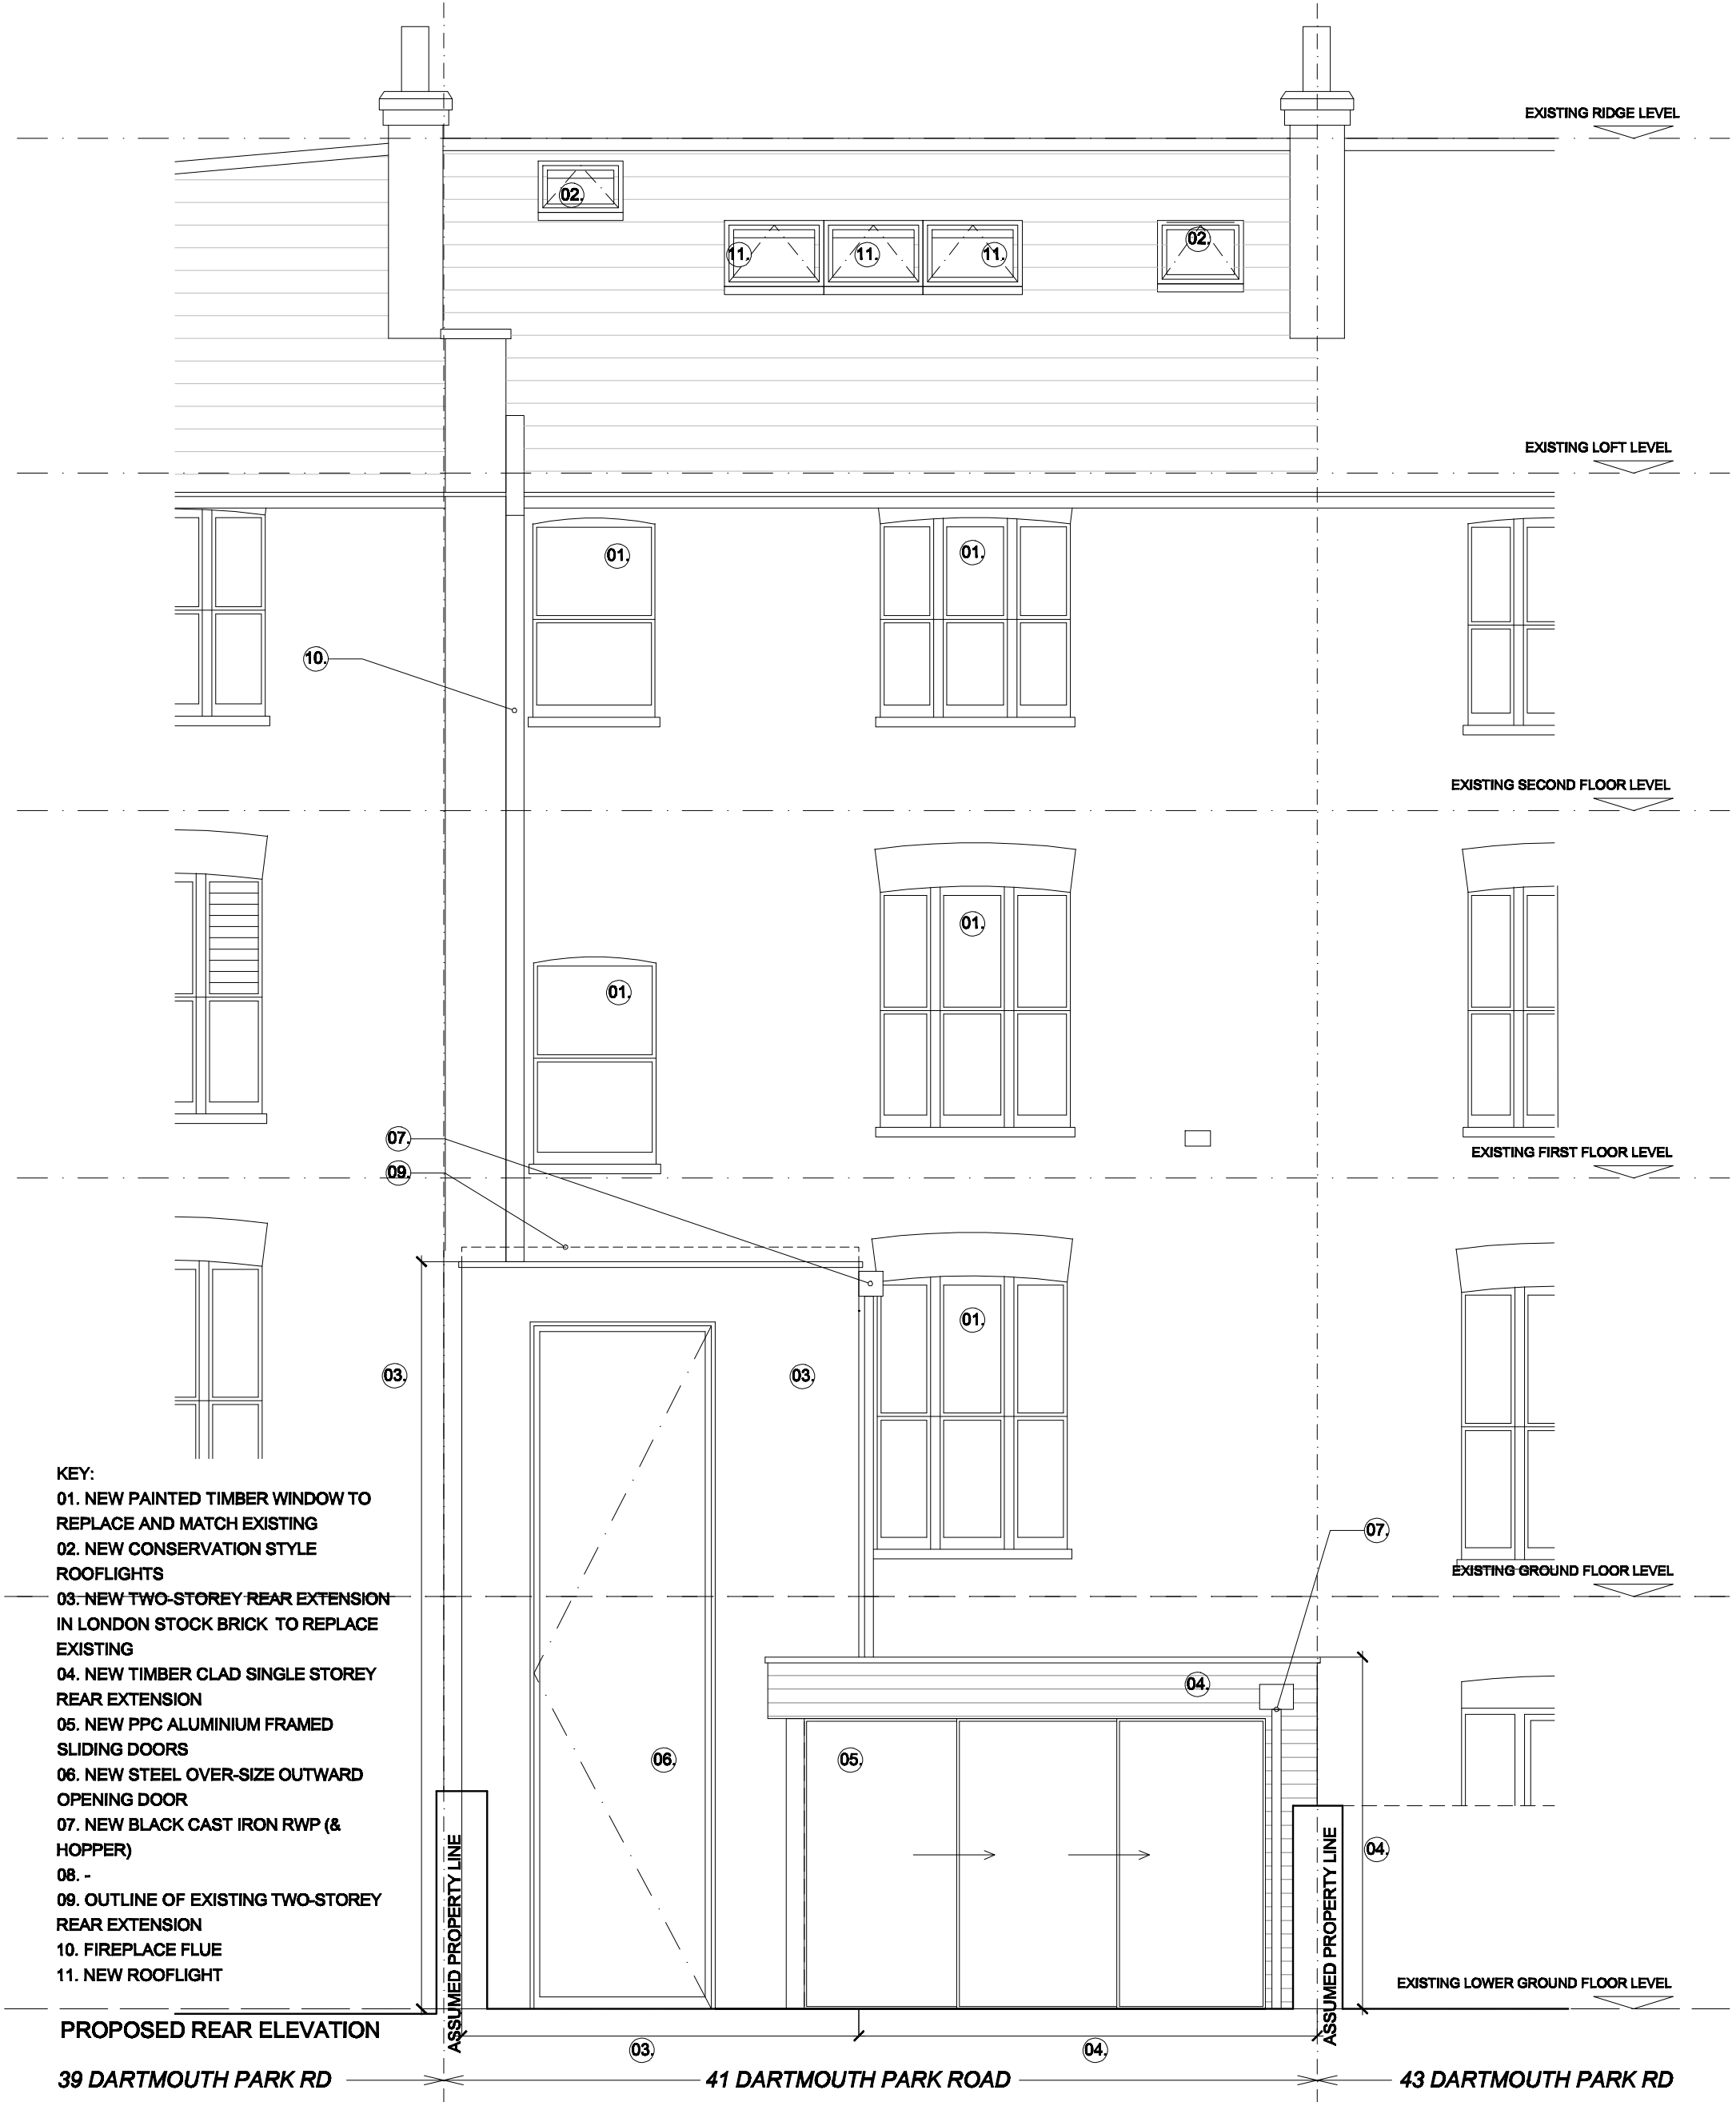 EXISTING RIDGE LEVEL
02.
02.
11.
11.
11.
EXISTING LOFT LEVEL
01.
01.
10.
EXISTING SECOND FLOOR LEVEL
01.
01.
07.
EXISTING FIRST FLOOR LEVEL
09.
01.
03.
03.
KEY:
01. NEW PAINTED TIMBER WINDOW TO
REPLACE AND MATCH EXISTING
02. NEW CONSERVATION STYLE
ROOFLIGHTS
03. NEW TWO-STOREY REAR EXTENSION
IN LONDON STOCK BRICK TO REPLACE
EXISTING
04. NEW TIMBER CLAD SINGLE STOREY
REAR EXTENSION
05. NEW PPC ALUMINIUM FRAMED
SLIDING DOORS
06. NEW STEEL OVER-SIZE OUTWARD
OPENING DOOR
07. NEW BLACK CAST IRON RWP (&
HOPPER)
08. -
09. OUTLINE OF EXISTING TWO-STOREY
REAR EXTENSION
10. FIREPLACE FLUE
11. NEW ROOFLIGHT
07.
EXISTING GROUND FLOOR LEVEL
04.
06.
05.
04.
ASSUMED PROPERTY LINE
ASSUMED PROPERTY LINE
EXISTING LOWER GROUND FLOOR LEVEL
PROPOSED REAR ELEVATION
03.
04.
39 DARTMOUTH PARK RD
41 DARTMOUTH PARK ROAD
43 DARTMOUTH PARK RD